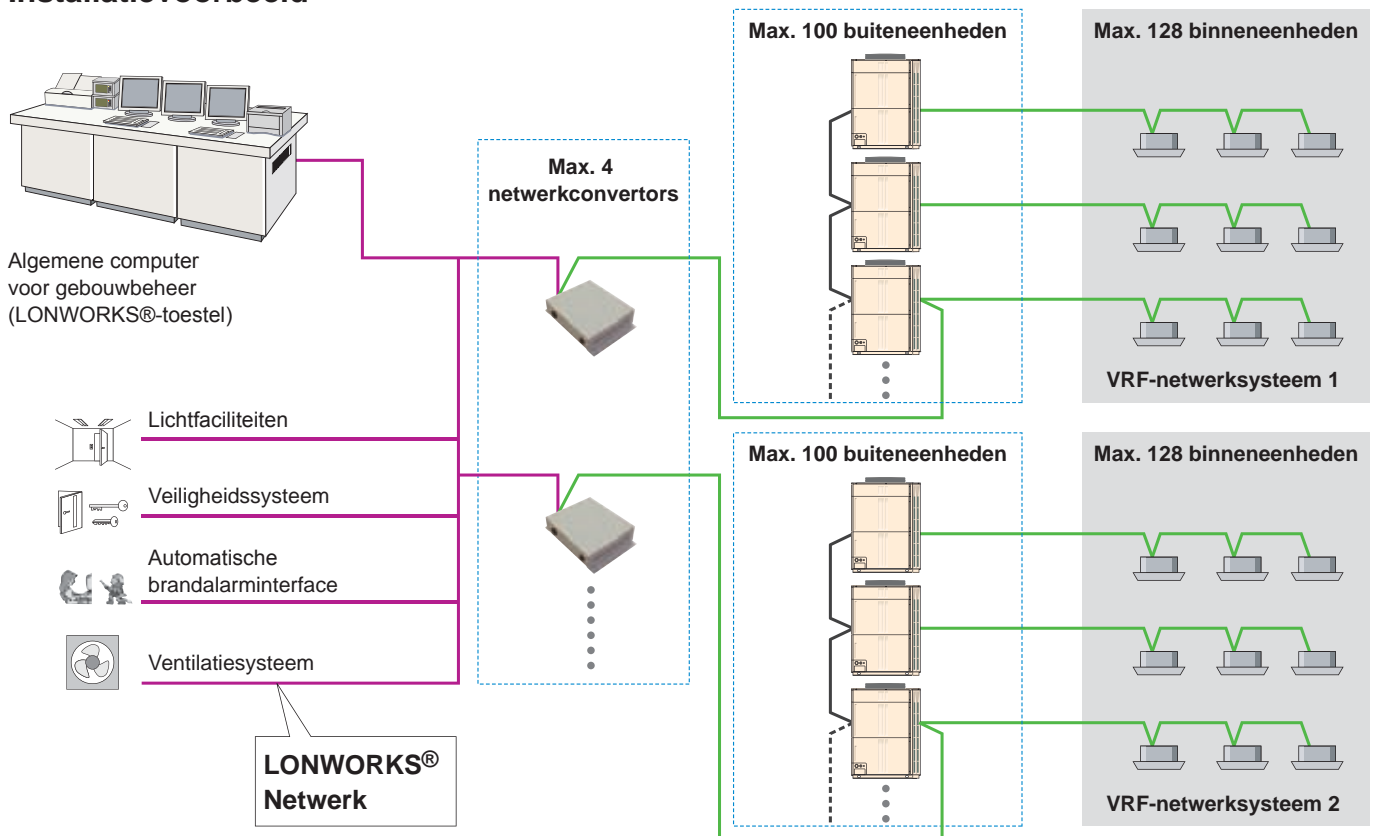 Installatievoorbeeld
Max. 100 buiteneenheden
Max. 128 binneneenheden
Max. 4
netwerkconvertors
Algemene computer
voor gebouwbeheer
(LONWORKS®-toestel)
VRF-netwerksysteem 1
Lichtfaciliteiten
Max. 100 buiteneenheden
Max. 128 binneneenheden
Veiligheidssysteem
Automatische
brandalarminterface
Ventilatiesysteem
LONWORKS®
Netwerk
VRF-netwerksysteem 2